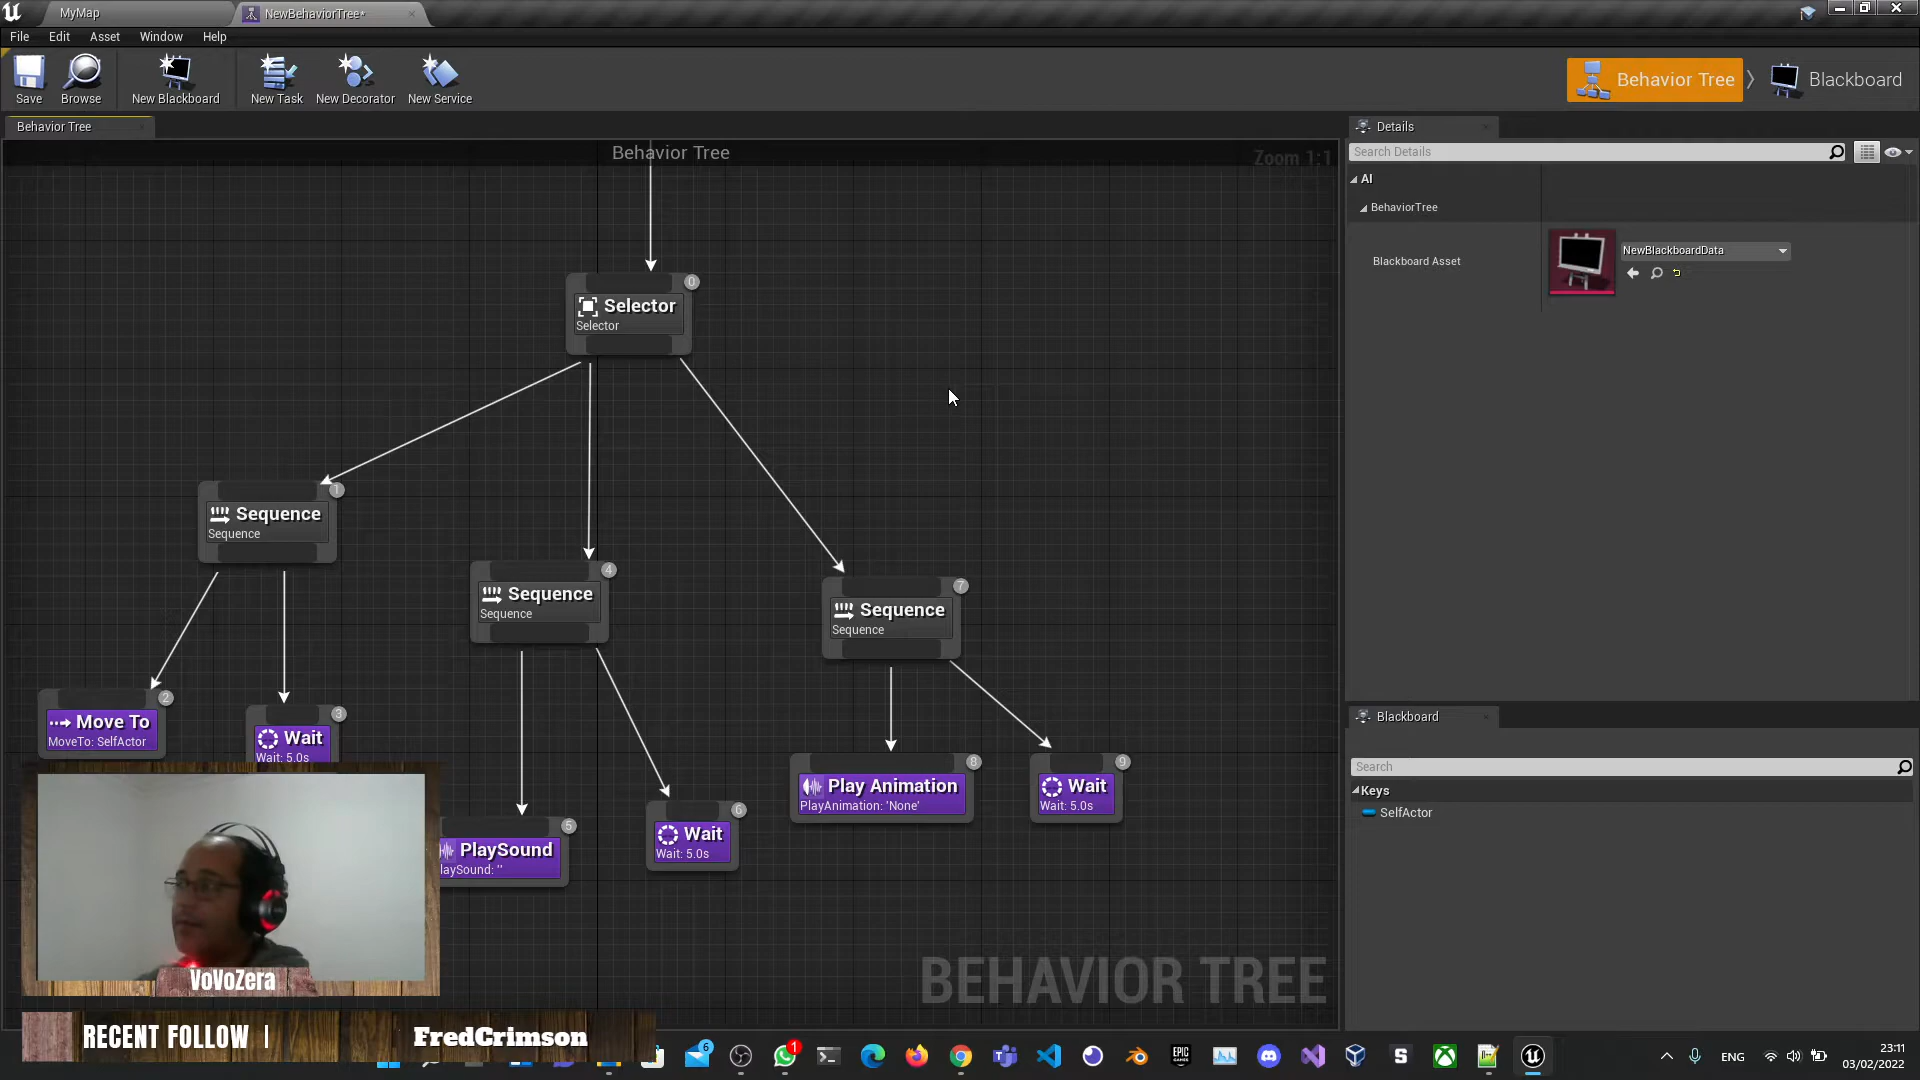 MyMap
NewBehaviorTree*
File Edit Asset Window Help
Save
Browse
New Blackboard
New Task
New Decorator
New Service
Behavior Tree
Blackboard
Behavior Tree
Behavior Tree
Zoom 1:1
0
Selector
Selector
1
Sequence
Sequence
4
Sequence
Sequence
7
Sequence
Sequence
2
Move To
MoveTo: SelfActor
3
Wait
Wait: 5.0s
5
PlaySound
laySound: ''
6
Wait
Wait: 5.0s
8
Play Animation
PlayAnimation: 'None'
9
Wait
Wait: 5.0s
BEHAVIOR TREE
Details
Search Details
AI
BehaviorTree
Blackboard Asset
NewBlackboardData
Blackboard
Search
Keys
SelfActor
VoVoZera
RECENT FOLLOW |
FredCrimson
6
1
EPIC
GAMES
S
ENG
23:11
03/02/2022